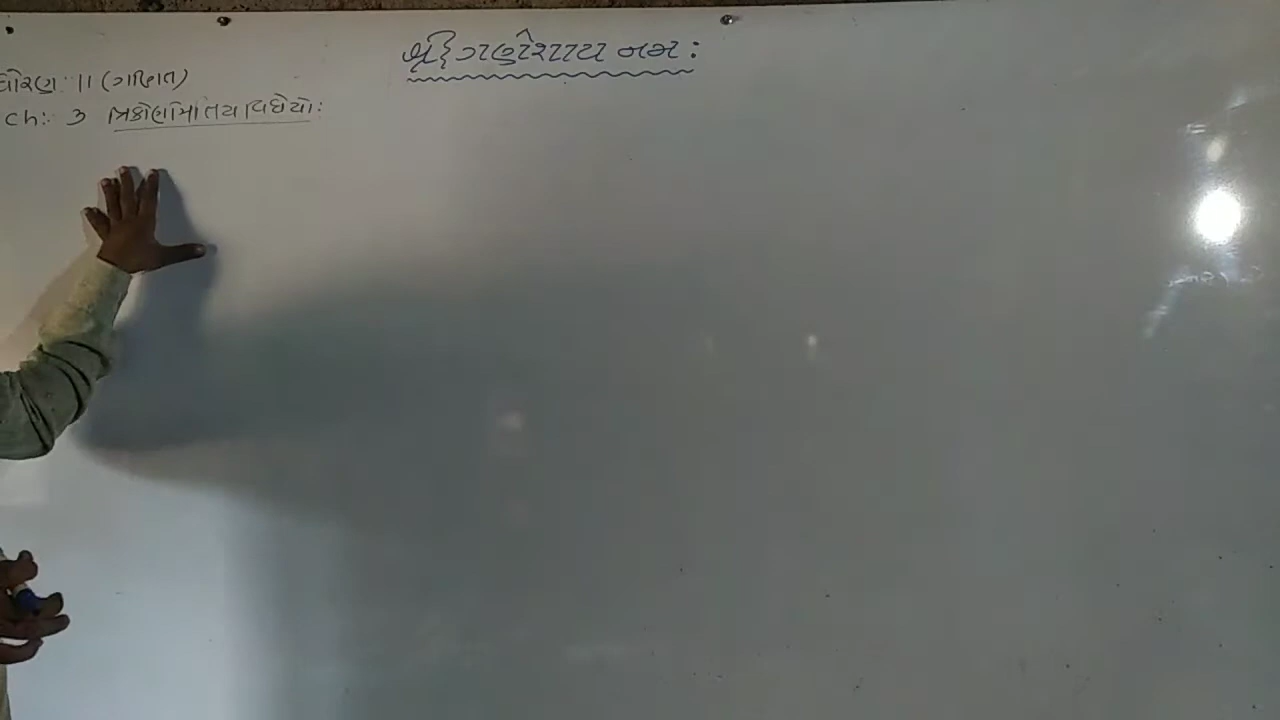 શ્રી ગણેશાય નમઃ
ધોરણ :- 11 (ગણિત)
Ch:- 3 ત્રિકોણમિતિય વિધેયો: